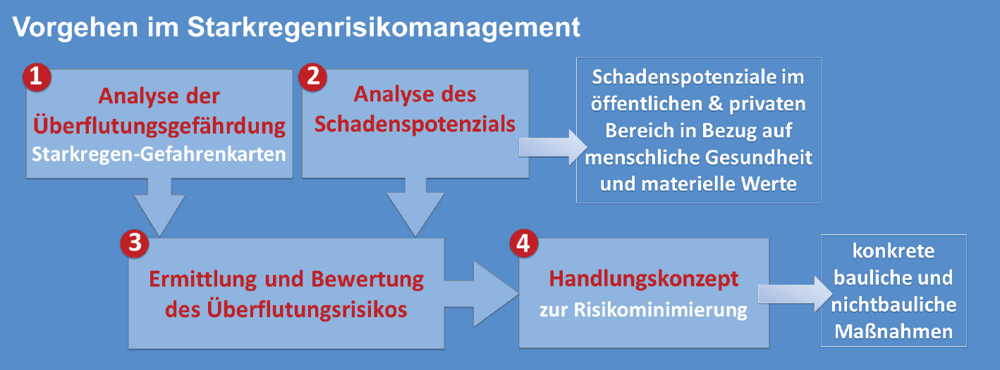 Vorgehen im Starkregenrisikomanagement
1
Analyse der
Überflutungsgefährdung
Starkregen-Gefahrenkarten
2
Analyse des
Schadenspotenzials
Schadenspotenziale im
öffentlichen & privaten
Bereich in Bezug auf
menschliche Gesundheit
und materielle Werte
3
Ermittlung und Bewertung
des Überflutungsrisikos
4
Handlungskonzept
zur Risikominimierung
konkrete
bauliche und
nichtbauliche
Maßnahmen